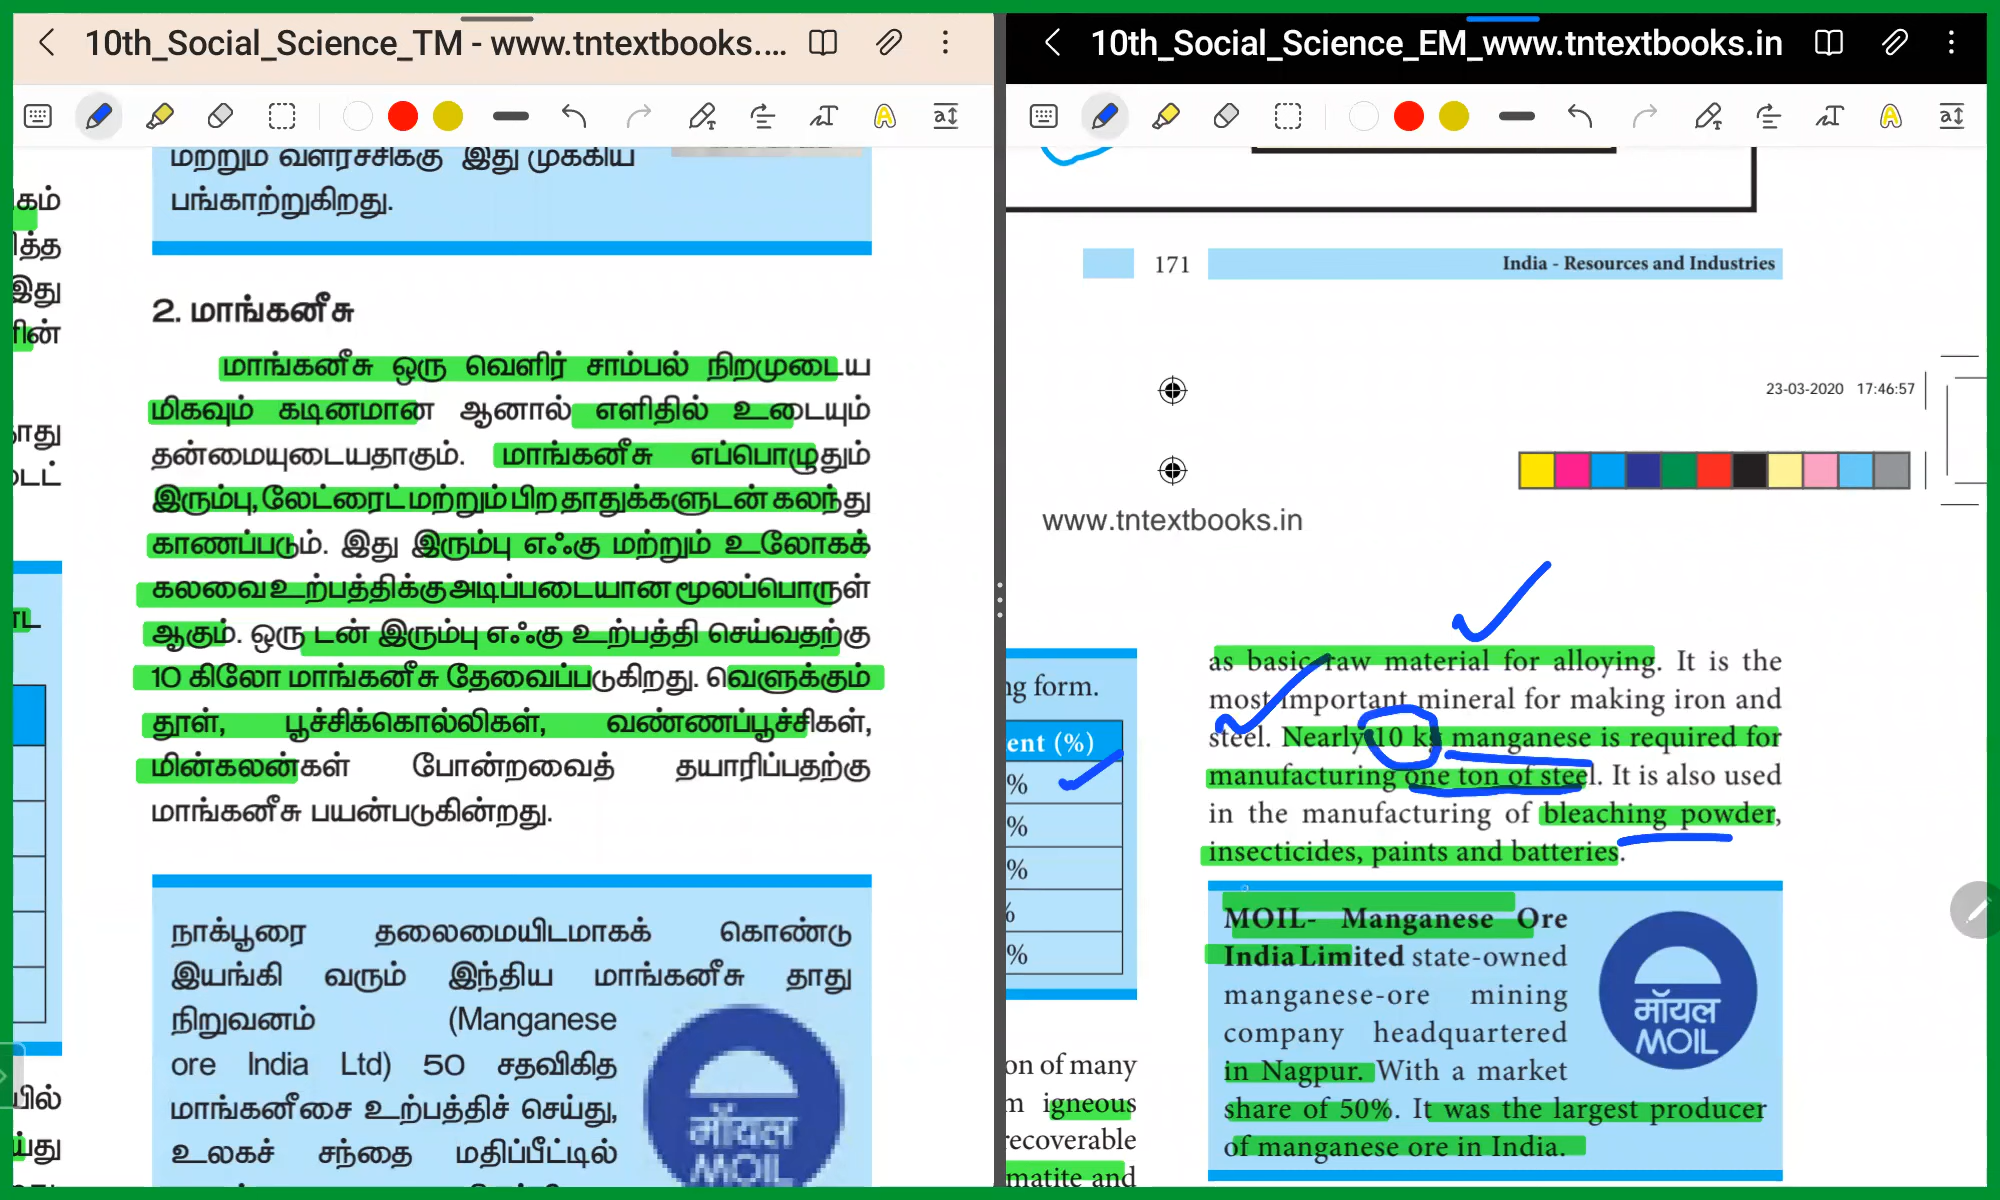 10th_Social_Science_TM - www.tntextbooks....
மற்றும் வளர்ச்சிக்கு இது முக்கிய
பங்காற்றுகிறது.
2. மாங்கனீசு
மாங்கனீசு ஒரு வெளிர் சாம்பல் நிறமுடைய
மிகவும் கடினமான ஆனால் எளிதில் உடையும்
தன்மையுடையதாகும். மாங்கனீசு எப்பொழுதும்
இரும்பு, லேட்ரைட் மற்றும் பிற தாதுக்களுடன் கலந்து
காணப்படும். இது இரும்பு எஃகு மற்றும் உலோகக்
கலவை உற்பத்திக்கு அடிப்படையான மூலப்பொருள்
ஆகும். ஒரு டன் இரும்பு எஃகு உற்பத்தி செய்வதற்கு
10 கிலோ மாங்கனீசு தேவைப்படுகிறது. வெளுக்கும்
தூள், பூச்சிக்கொல்லிகள், வண்ணப்பூச்சிகள்,
மின்கலன்கள் போன்றவைத் தயாரிப்பதற்கு
மாங்கனீசு பயன்படுகின்றது.
நாக்பூரை தலைமையிடமாகக் கொண்டு
இயங்கி வரும் இந்திய மாங்கனீசு தாது
நிறுவனம் (Manganese
ore India Ltd) 50 சதவிகித
மாங்கனீசை உற்பத்திச் செய்து,
உலகச் சந்தை மதிப்பீட்டில்
मॉयल
MOIL
10th_Social_Science_EM_www.tntextbooks.in
171
India - Resources and Industries
23-03-2020 17:46:57
www.tntextbooks.in
ng form.
ent (%)
%
%
%
%
%
on of many
m igneous
recoverable
matite and
as basic raw material for alloying. It is the
most important mineral for making iron and
steel. Nearly 10 kg manganese is required for
manufacturing one ton of steel. It is also used
in the manufacturing of bleaching powder,
insecticides, paints and batteries.
MOIL- Manganese Ore
India Limited state-owned
manganese-ore mining
company headquartered
in Nagpur. With a market
share of 50%. It was the largest producer
of manganese ore in India.
मॉयल
MOIL